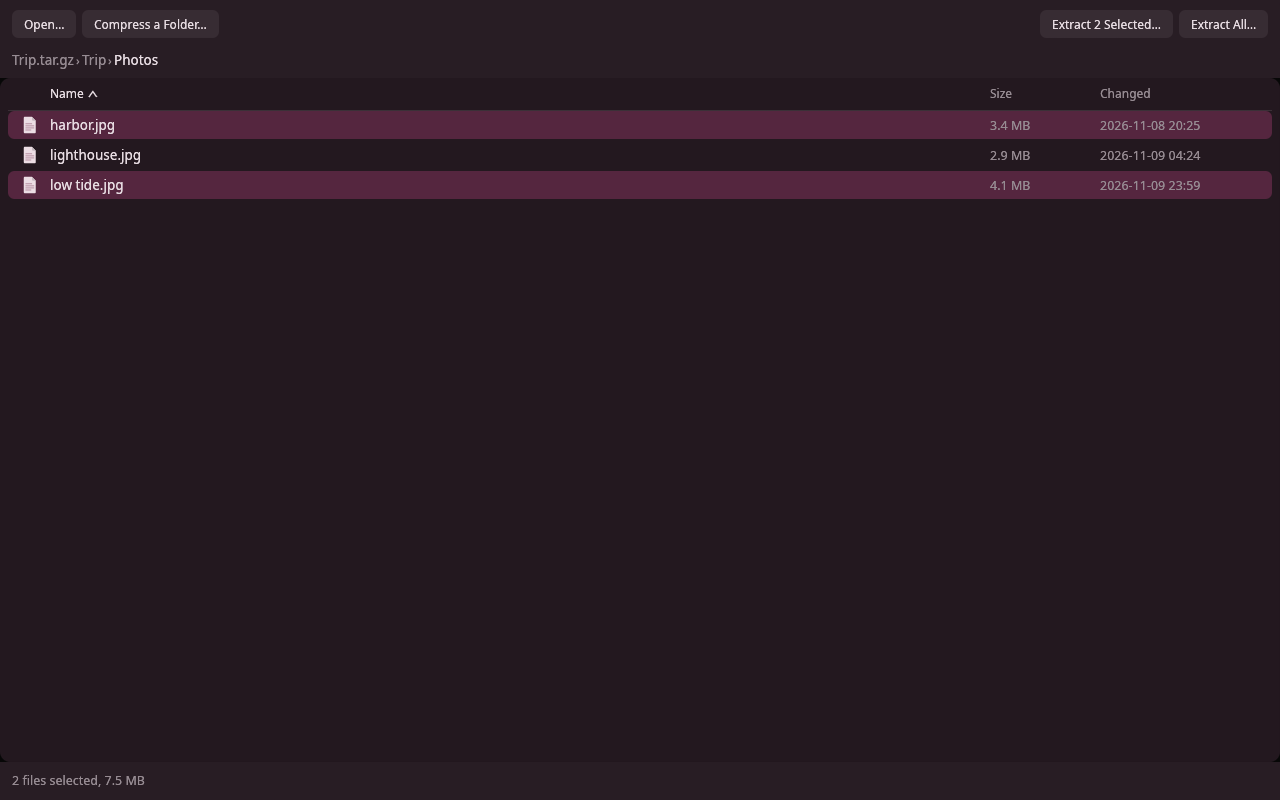 Open... Compress a Folder... Extract 2 Selected... Extract All...
Trip.tar.gz › Trip › Photos
Name Size Changed
harbor.jpg 3.4 MB 2026-11-08 20:25
lighthouse.jpg 2.9 MB 2026-11-09 04:24
low tide.jpg 4.1 MB 2026-11-09 23:59
2 files selected, 7.5 MB